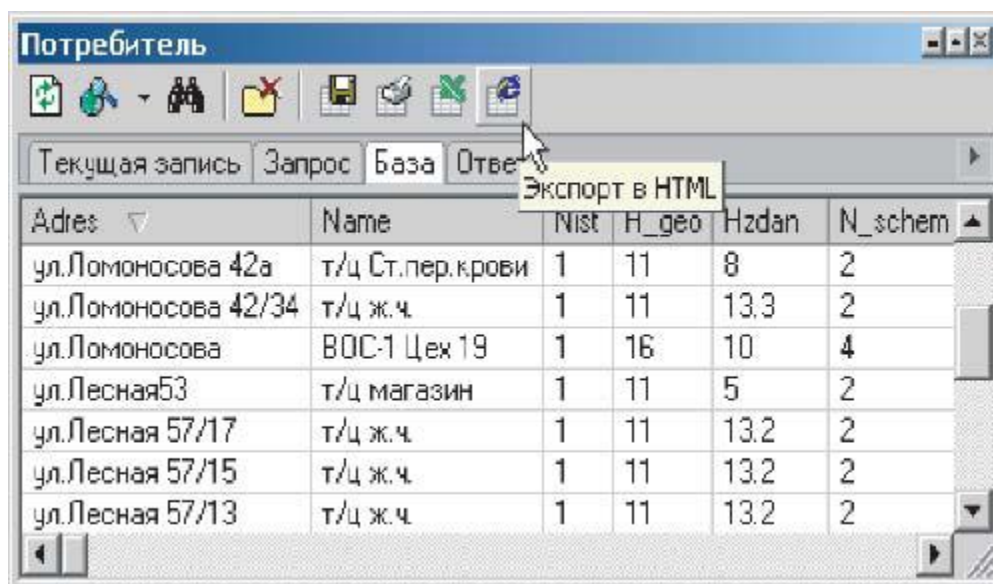 Потребитель
Текущая запись Запрос База Ответ
Экспорт в HTML
Adres Name Nist H_geo Hzdan N_schem
ул.Ломоносова 42а т/ц Ст.пер.крови 1 11 8 2
ул.Ломоносова 42/34 т/ц ж.ч. 1 11 13.3 2
ул.Ломоносова ВОС-1 Цех 19 1 16 10 4
ул.Лесная53 т/ц магазин 1 11 5 2
ул.Лесная 57/17 т/ц ж.ч. 1 11 13.2 2
ул.Лесная 57/15 т/ц ж.ч. 1 11 13.2 2
ул.Лесная 57/13 т/ц ж.ч. 1 11 13.2 2